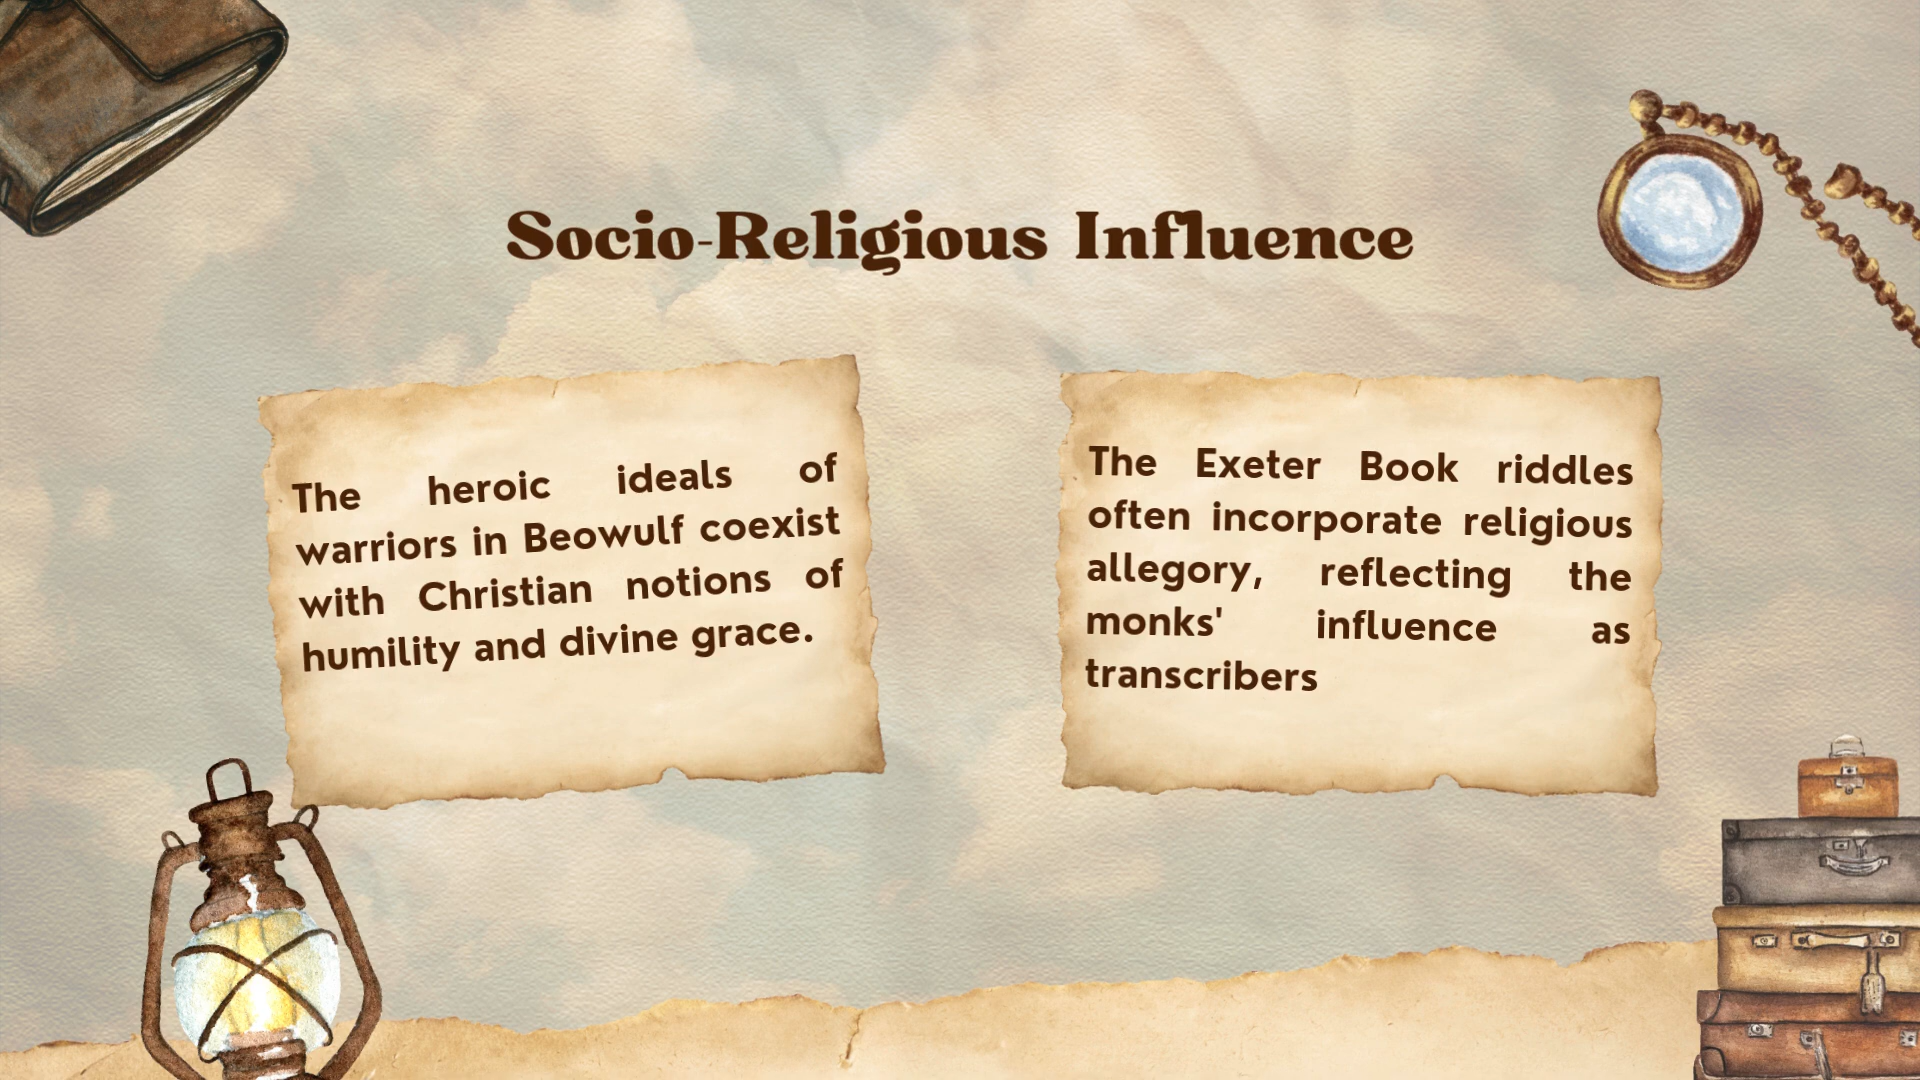 Socio-Religious Influence
The heroic ideals of
warriors in Beowulf coexist
with Christian notions of
humility and divine grace.
The Exeter Book riddles
often incorporate religious
allegory, reflecting the
monks' influence as
transcribers